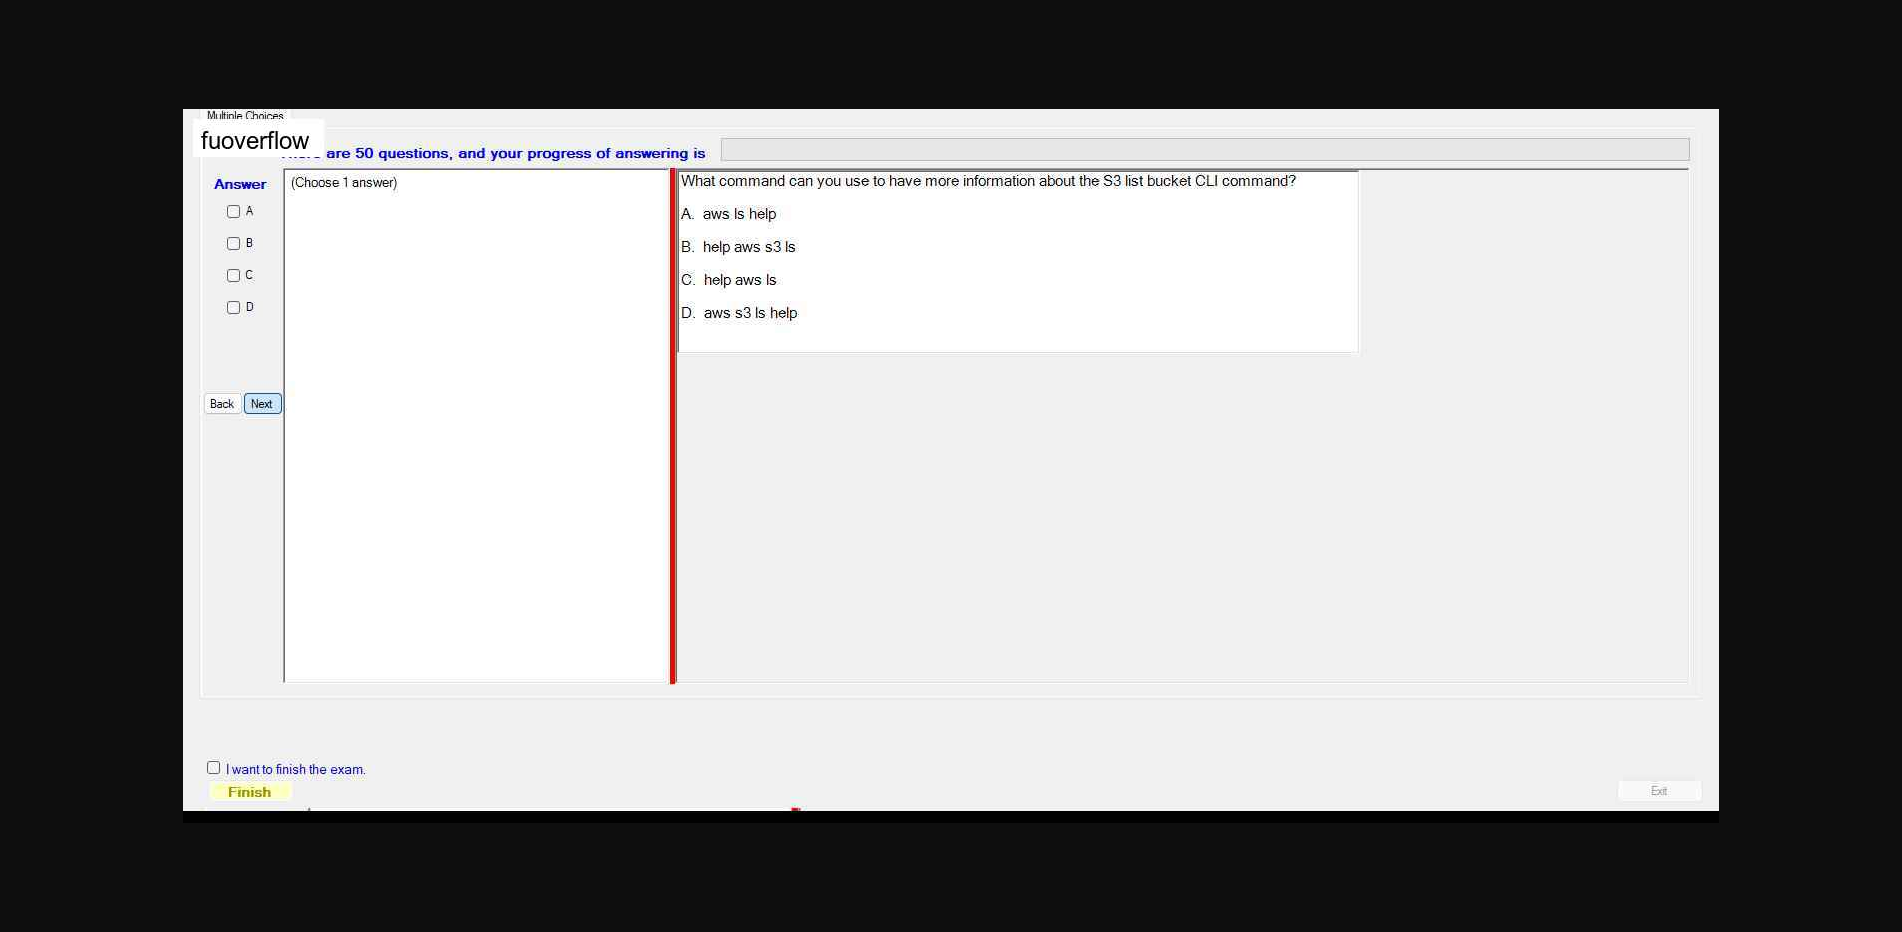 Multiple Choices
fuoverflow
are 50 questions, and your progress of answering is
Answer
(Choose 1 answer)
What command can you use to have more information about the S3 list bucket CLI command?
A
A. aws ls help
B
B. help aws s3 ls
C
C. help aws ls
D
D. aws s3 ls help
Back
Next
I want to finish the exam.
Finish
Exit